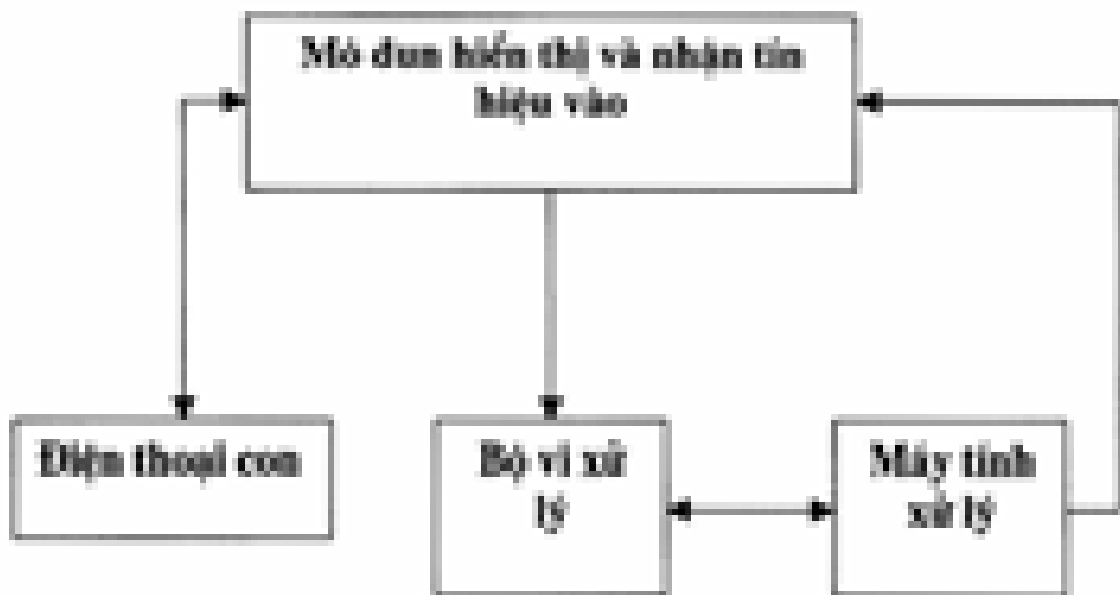 Mô đun hiển thị và nhận tín
hiệu vào
Điện thoại con
Bộ vi xử
lý
Máy tính
xử lý